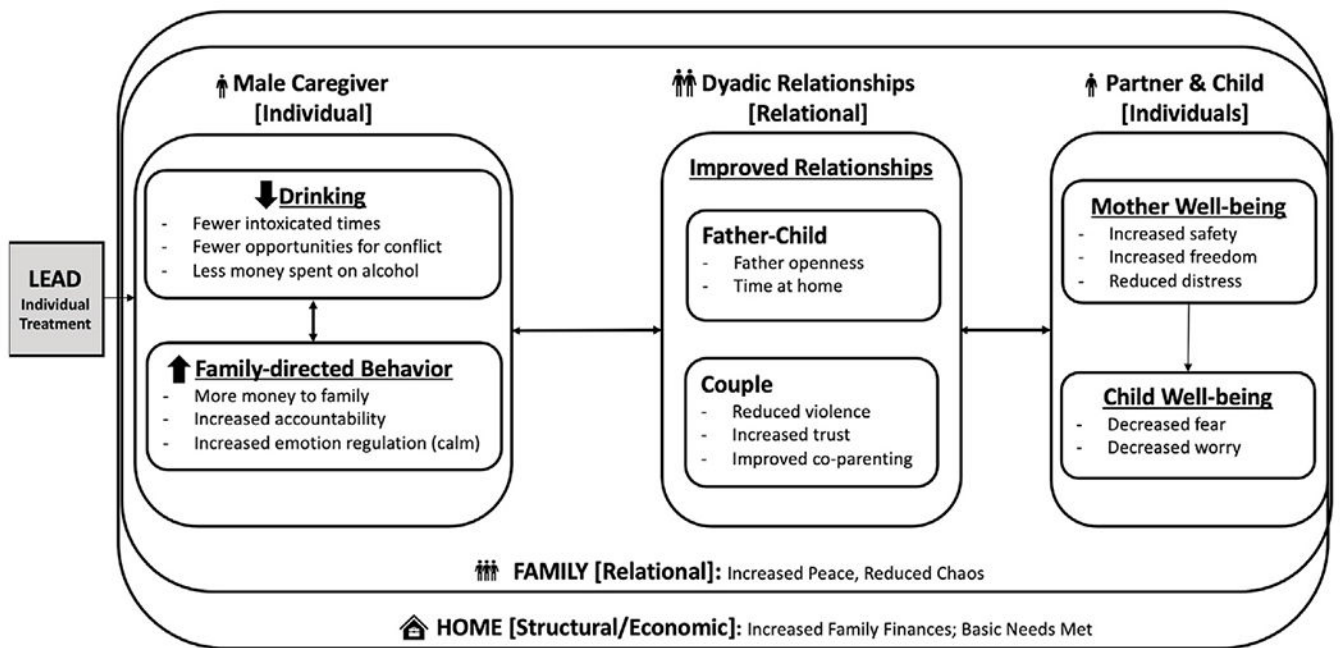 LEAD
Individual
Treatment
Male Caregiver
[Individual]
Drinking
- Fewer intoxicated times
- Fewer opportunities for conflict
- Less money spent on alcohol
Family-directed Behavior
- More money to family
- Increased accountability
- Increased emotion regulation (calm)
Dyadic Relationships
[Relational]
Improved Relationships
Father-Child
- Father openness
- Time at home
Couple
- Reduced violence
- Increased trust
- Improved co-parenting
Partner & Child
[Individuals]
Mother Well-being
- Increased safety
- Increased freedom
- Reduced distress
Child Well-being
- Decreased fear
- Decreased worry
FAMILY [Relational]: Increased Peace, Reduced Chaos
HOME [Structural/Economic]: Increased Family Finances; Basic Needs Met